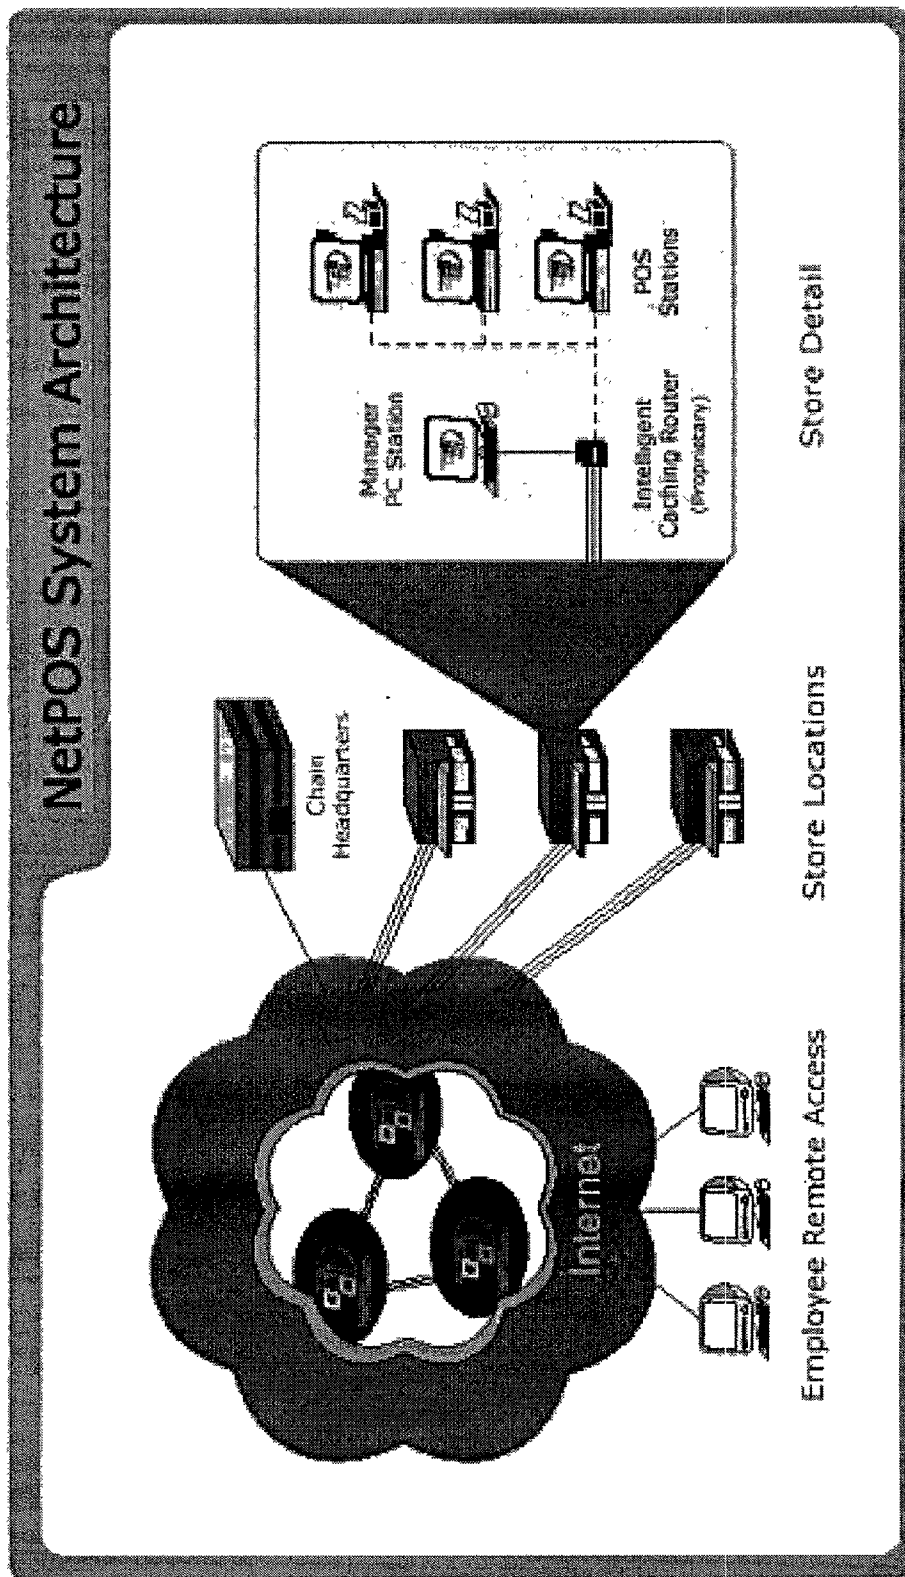 NetPOS System Architecture
Chain
Headquarters
Manager
PC Station
Intelligent
Caching Router
(Proprietary)
POS
Stations
Internet
Employee Remote Access
Store Locations
Store Detail